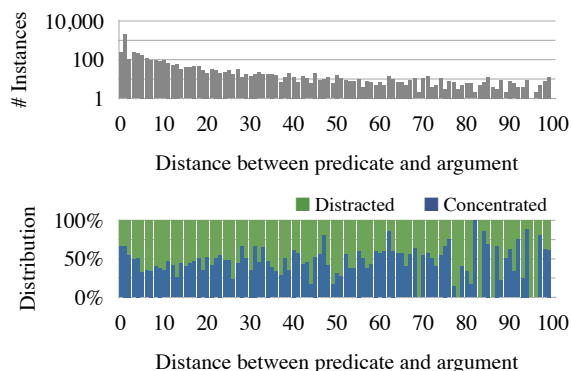 10,000
100
1
# Instances
0 10 20 30 40 50 60 70 80 90 100
Distance between predicate and argument
Distracted Concentrated
100%
50%
0%
Distribution
0 10 20 30 40 50 60 70 80 90 100
Distance between predicate and argument